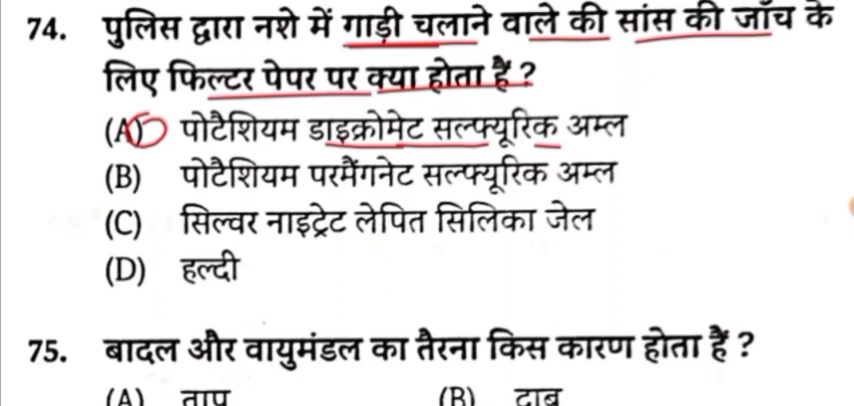 74. पुलिस द्वारा नशे में गाड़ी चलाने वाले की सांस की जाँच के
लिए फिल्टर पेपर पर क्या होता है ?
(A) पोटैशियम डाइक्रोमेट सल्फ्यूरिक अम्ल
(B) पोटैशियम परमैंगनेट सल्फ्यूरिक अम्ल
(C) सिल्वर नाइट्रेट लेपित सिलिका जेल
(D) हल्दी
75. बादल और वायुमंडल का तैरना किस कारण होता हैं ?
(A) ताप (B) दाब